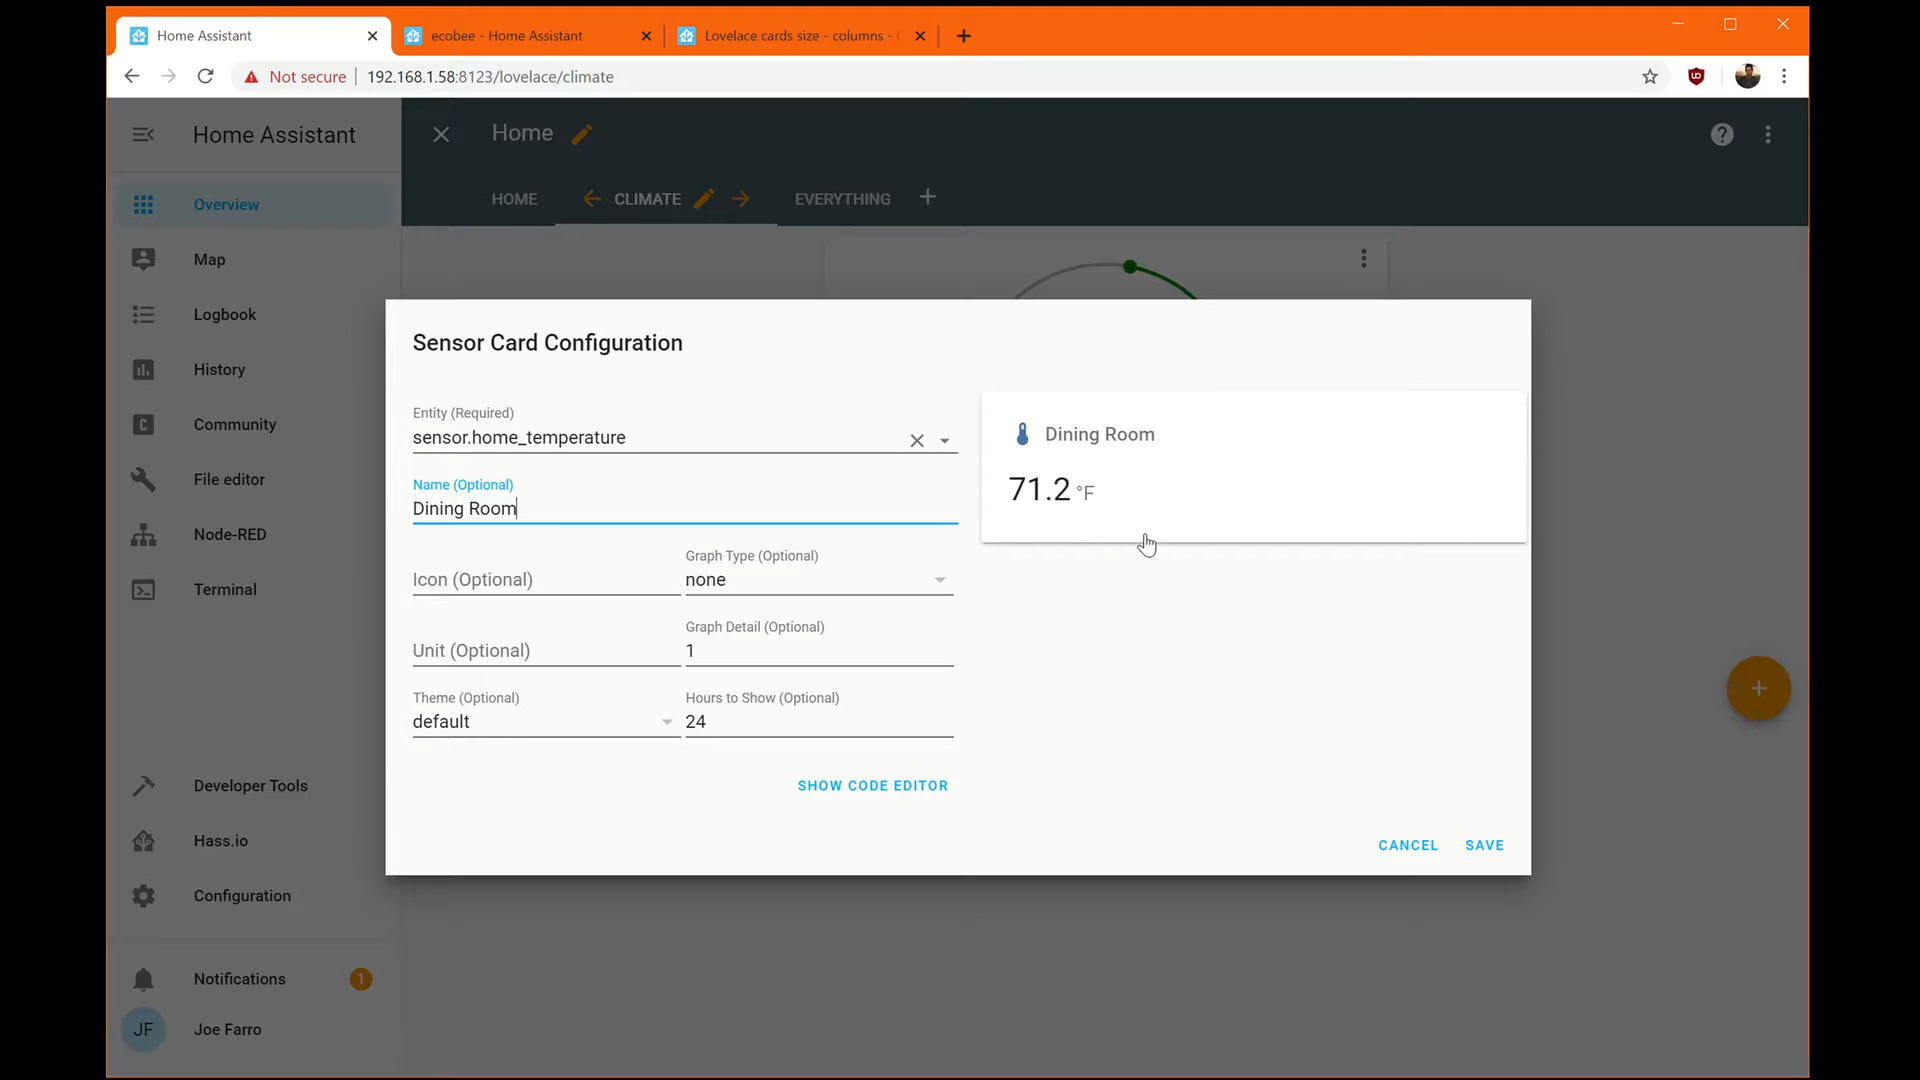 Home Assistant
ecobee - Home Assistant
Lovelace cards size - columns -
Not secure
192.168.1.58:8123/lovelace/climate
Home Assistant
Home
HOME
CLIMATE
EVERYTHING
Overview
Map
Logbook
History
Community
File editor
Node-RED
Terminal
Developer Tools
Hass.io
Configuration
Notifications
1
JF
Joe Farro
Sensor Card Configuration
Entity (Required)
sensor.home_temperature
Name (Optional)
Dining Room
Icon (Optional)
Graph Type (Optional)
none
Unit (Optional)
Graph Detail (Optional)
1
Theme (Optional)
default
Hours to Show (Optional)
24
SHOW CODE EDITOR
Dining Room
71.2 °F
CANCEL
SAVE